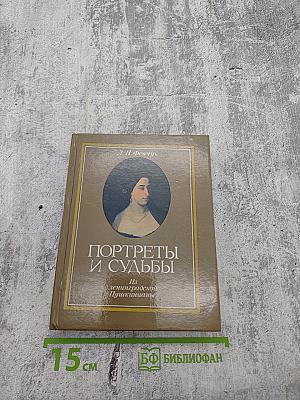 Л. П. Февчук
ПОРТРЕТЫ
И СУДЬБЫ
Из
ленинградской
Пушкинианы
15 см
БФ БИБЛИОФАН